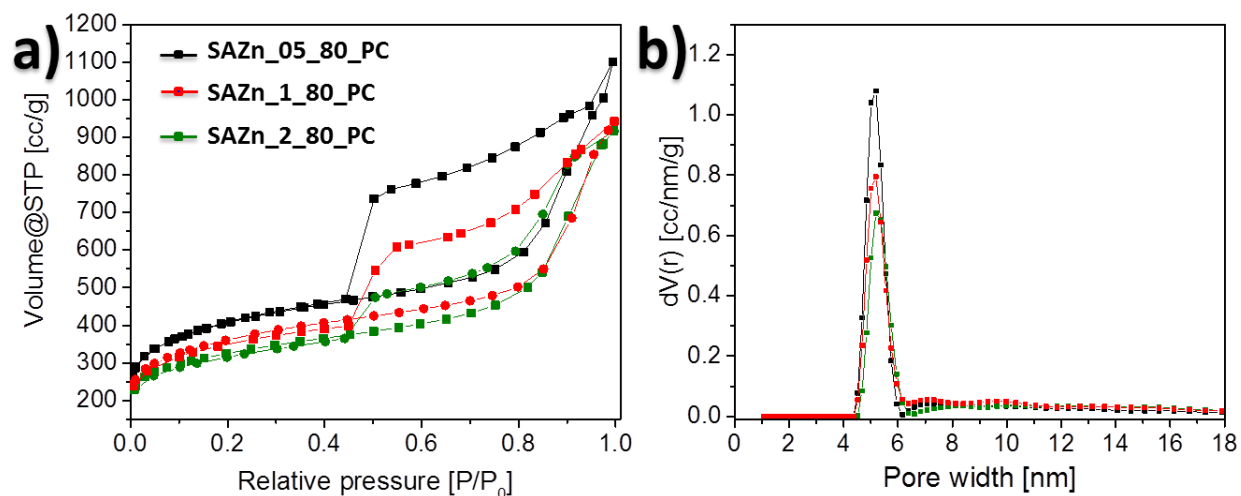 a)
SAZn_05_80_PC
SAZn_1_80_PC
SAZn_2_80_PC
Volume@STP [cc/g]
1200
1100
1000
900
800
700
600
500
400
300
200
0.0 0.2 0.4 0.6 0.8 1.0
Relative pressure [P/P₀]
b)
dV(r) [cc/nm/g]
1.2
1.0
0.8
0.6
0.4
0.2
0.0
0 2 4 6 8 10 12 14 16 18
Pore width [nm]